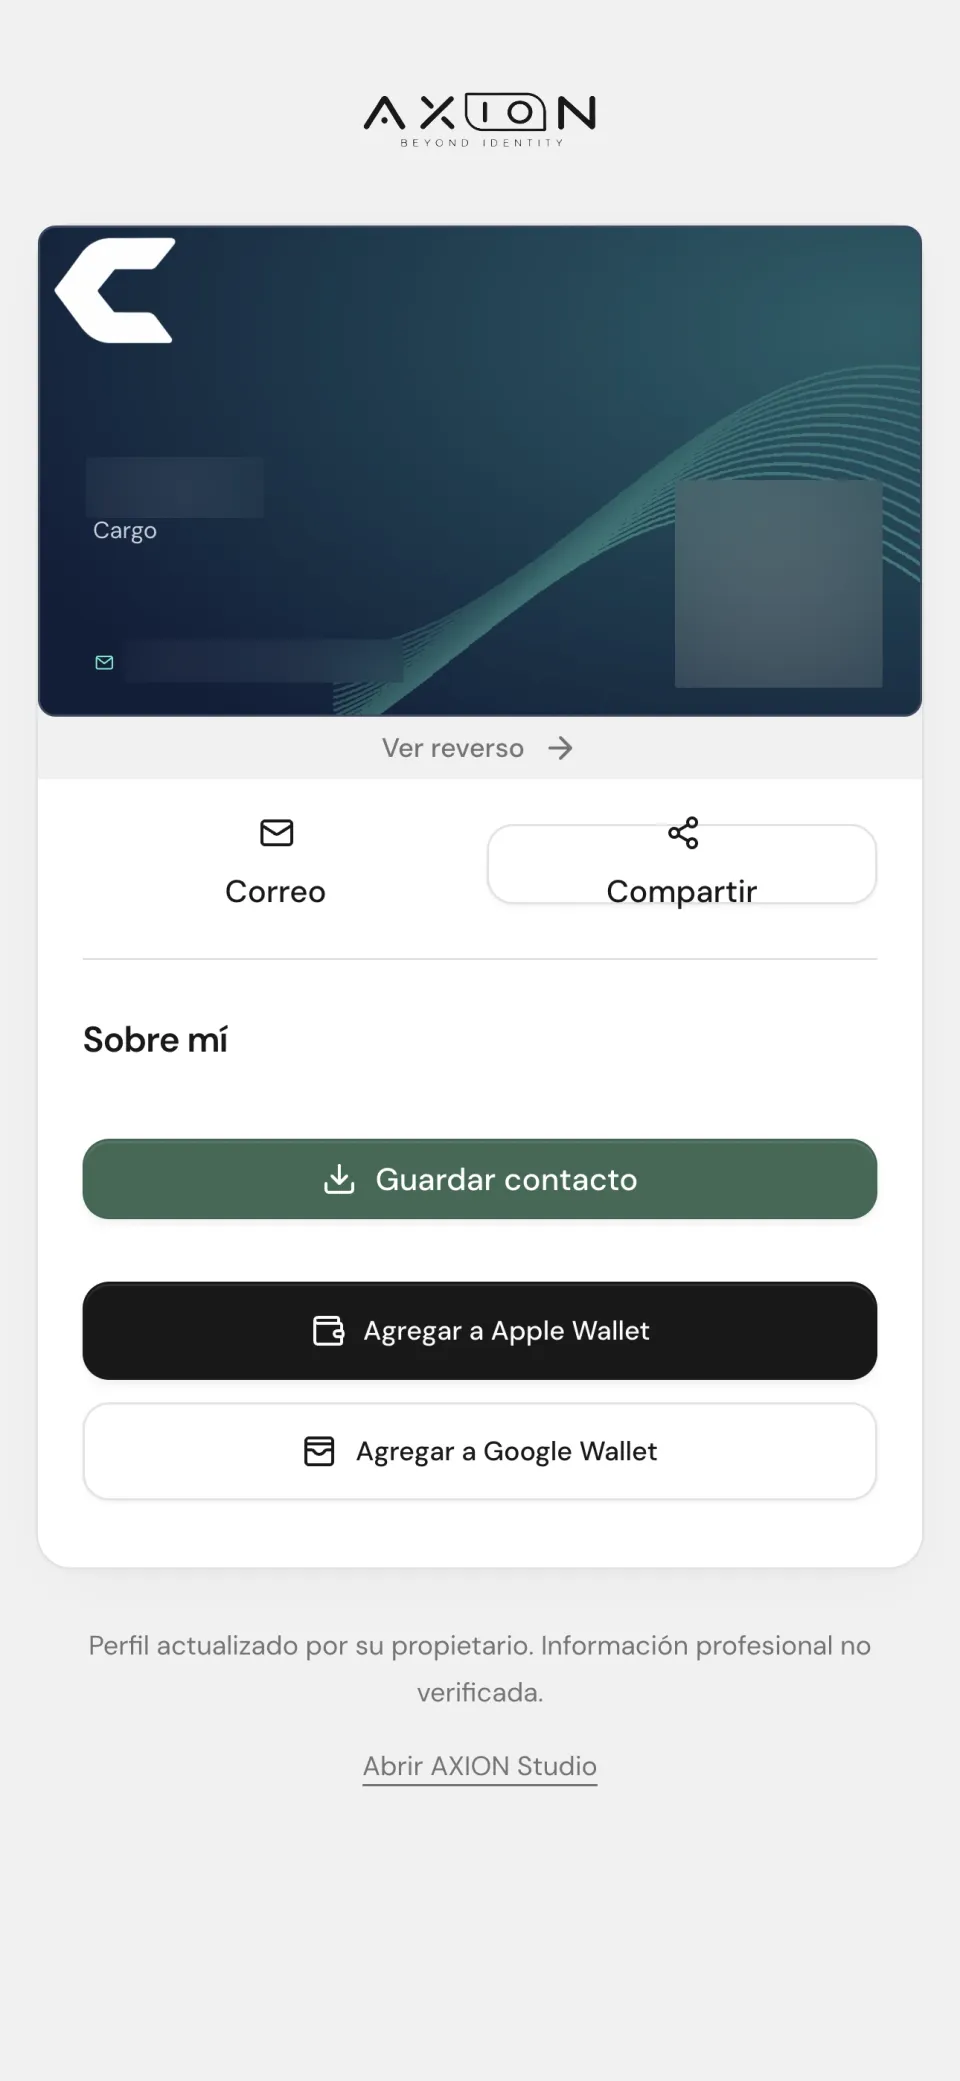 AXION
BEYOND IDENTITY
Cargo
Ver reverso
Correo
Compartir
Sobre mí
Guardar contacto
Agregar a Apple Wallet
Agregar a Google Wallet
Perfil actualizado por su propietario. Información profesional no
verificada.
Abrir AXION Studio